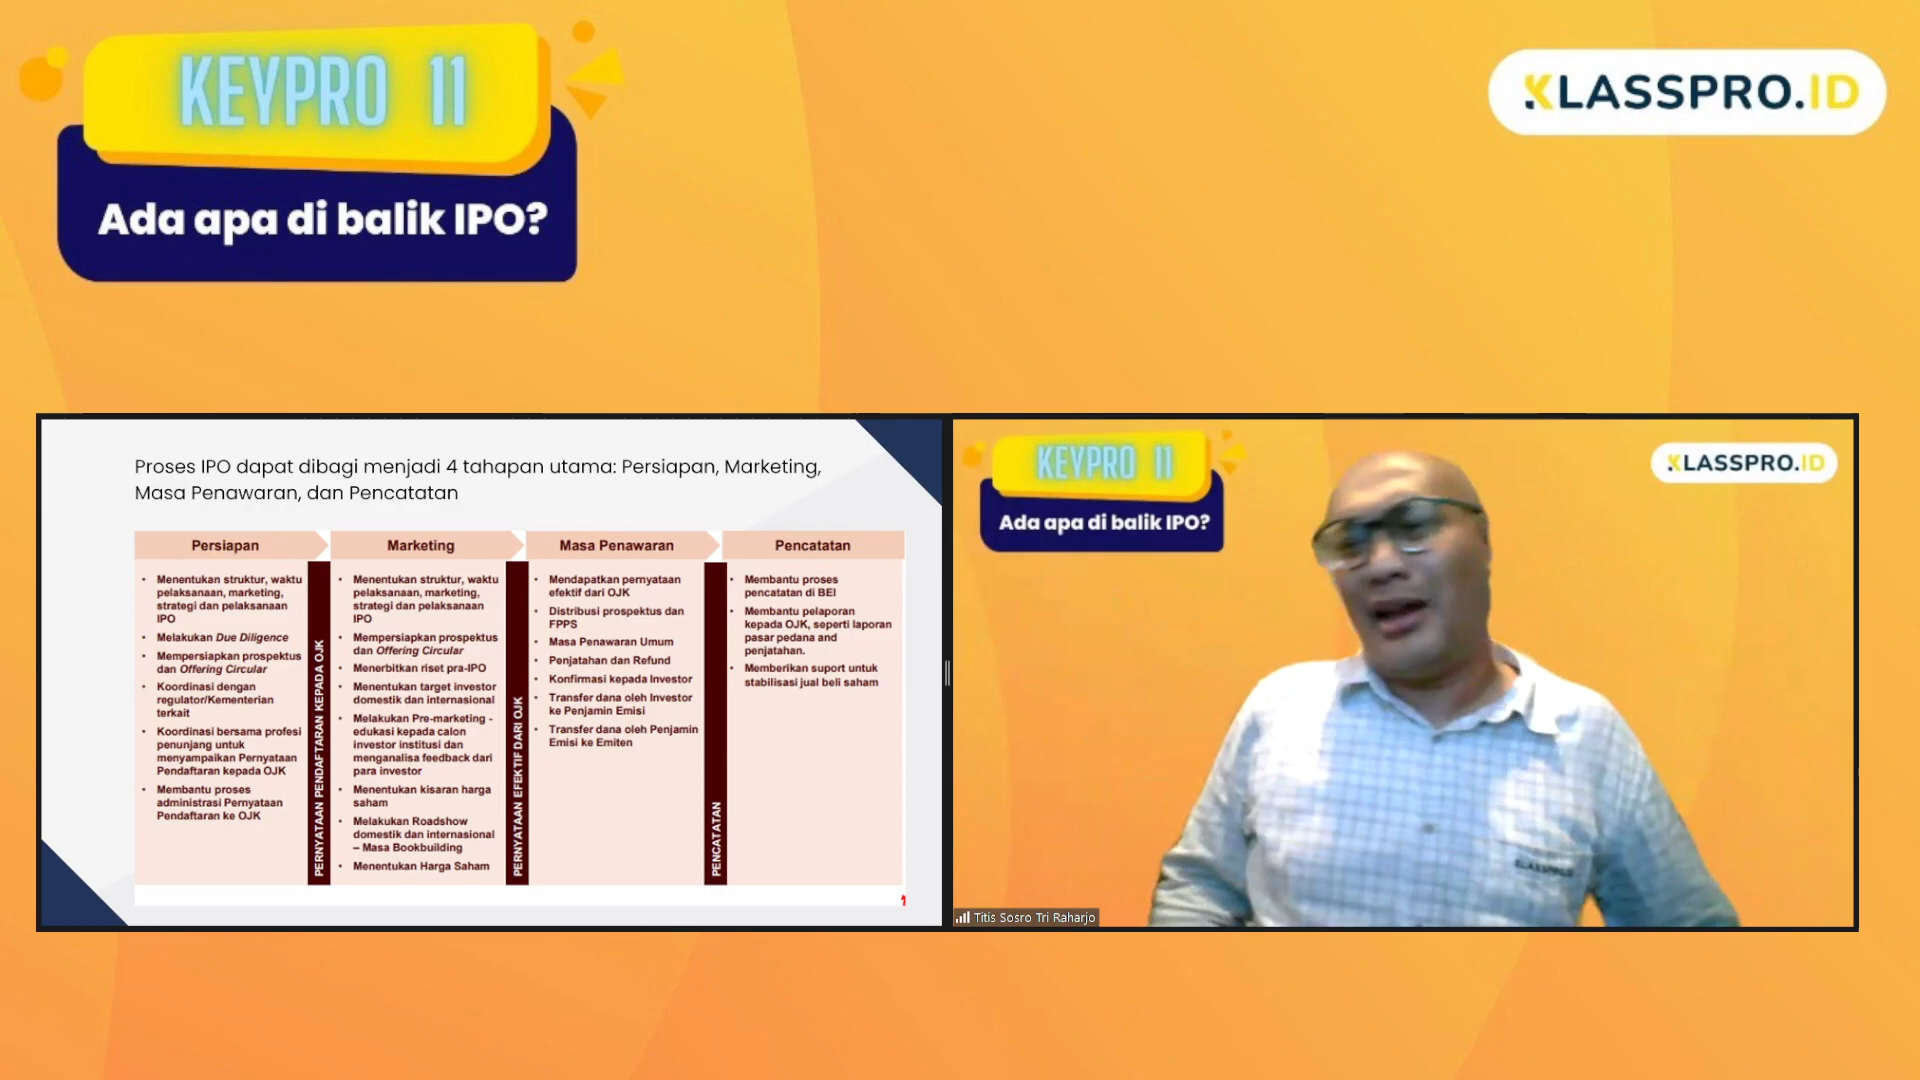 KEYPRO 11
Ada apa di balik IPO?
KLASSPRO.ID
Proses IPO dapat dibagi menjadi 4 tahapan utama: Persiapan, Marketing,
Masa Penawaran, dan Pencatatan
Persiapan
• Menentukan struktur, waktu
pelaksanaan, marketing,
strategi dan pelaksanaan
IPO
• Melakukan Due Diligence
• Mempersiapkan prospektus
dan Offering Circular
• Koordinasi dengan
regulator/Kementerian
terkait
• Koordinasi bersama profesi
penunjang untuk
menyampaikan Pernyataan
Pendaftaran kepada OJK
• Membantu proses
administrasi Pernyataan
Pendaftaran ke OJK
PERNYATAAN PENDAFTARAN KEPADA OJK
Marketing
• Menentukan struktur, waktu
pelaksanaan, marketing,
strategi dan pelaksanaan
IPO
• Mempersiapkan prospektus
dan Offering Circular
• Menerbitkan riset pra-IPO
• Menentukan target investor
domestik dan internasional
• Melakukan Pre-marketing -
edukasi kepada calon
investor institusi dan
menganalisa feedback dari
para investor
• Menentukan kisaran harga
saham
• Melakukan Roadshow
domestik dan internasional
– Masa Bookbuilding
• Menentukan Harga Saham
PERNYATAAN EFEKTIF DARI OJK
Masa Penawaran
• Mendapatkan pernyataan
efektif dari OJK
• Distribusi prospektus dan
FPPS
• Masa Penawaran Umum
• Penjatahan dan Refund
• Konfirmasi kepada Investor
• Transfer dana oleh Investor
ke Penjamin Emisi
• Transfer dana oleh Penjamin
Emisi ke Emiten
PENCATATAN
Pencatatan
• Membantu proses
pencatatan di BEI
• Membantu pelaporan
kepada OJK, seperti laporan
pasar pedana and
penjatahan.
• Memberikan suport untuk
stabilisasi jual beli saham
KEYPRO 11
Ada apa di balik IPO?
KLASSPRO.ID
KLASSPRO
Titis Sosro Tri Raharjo